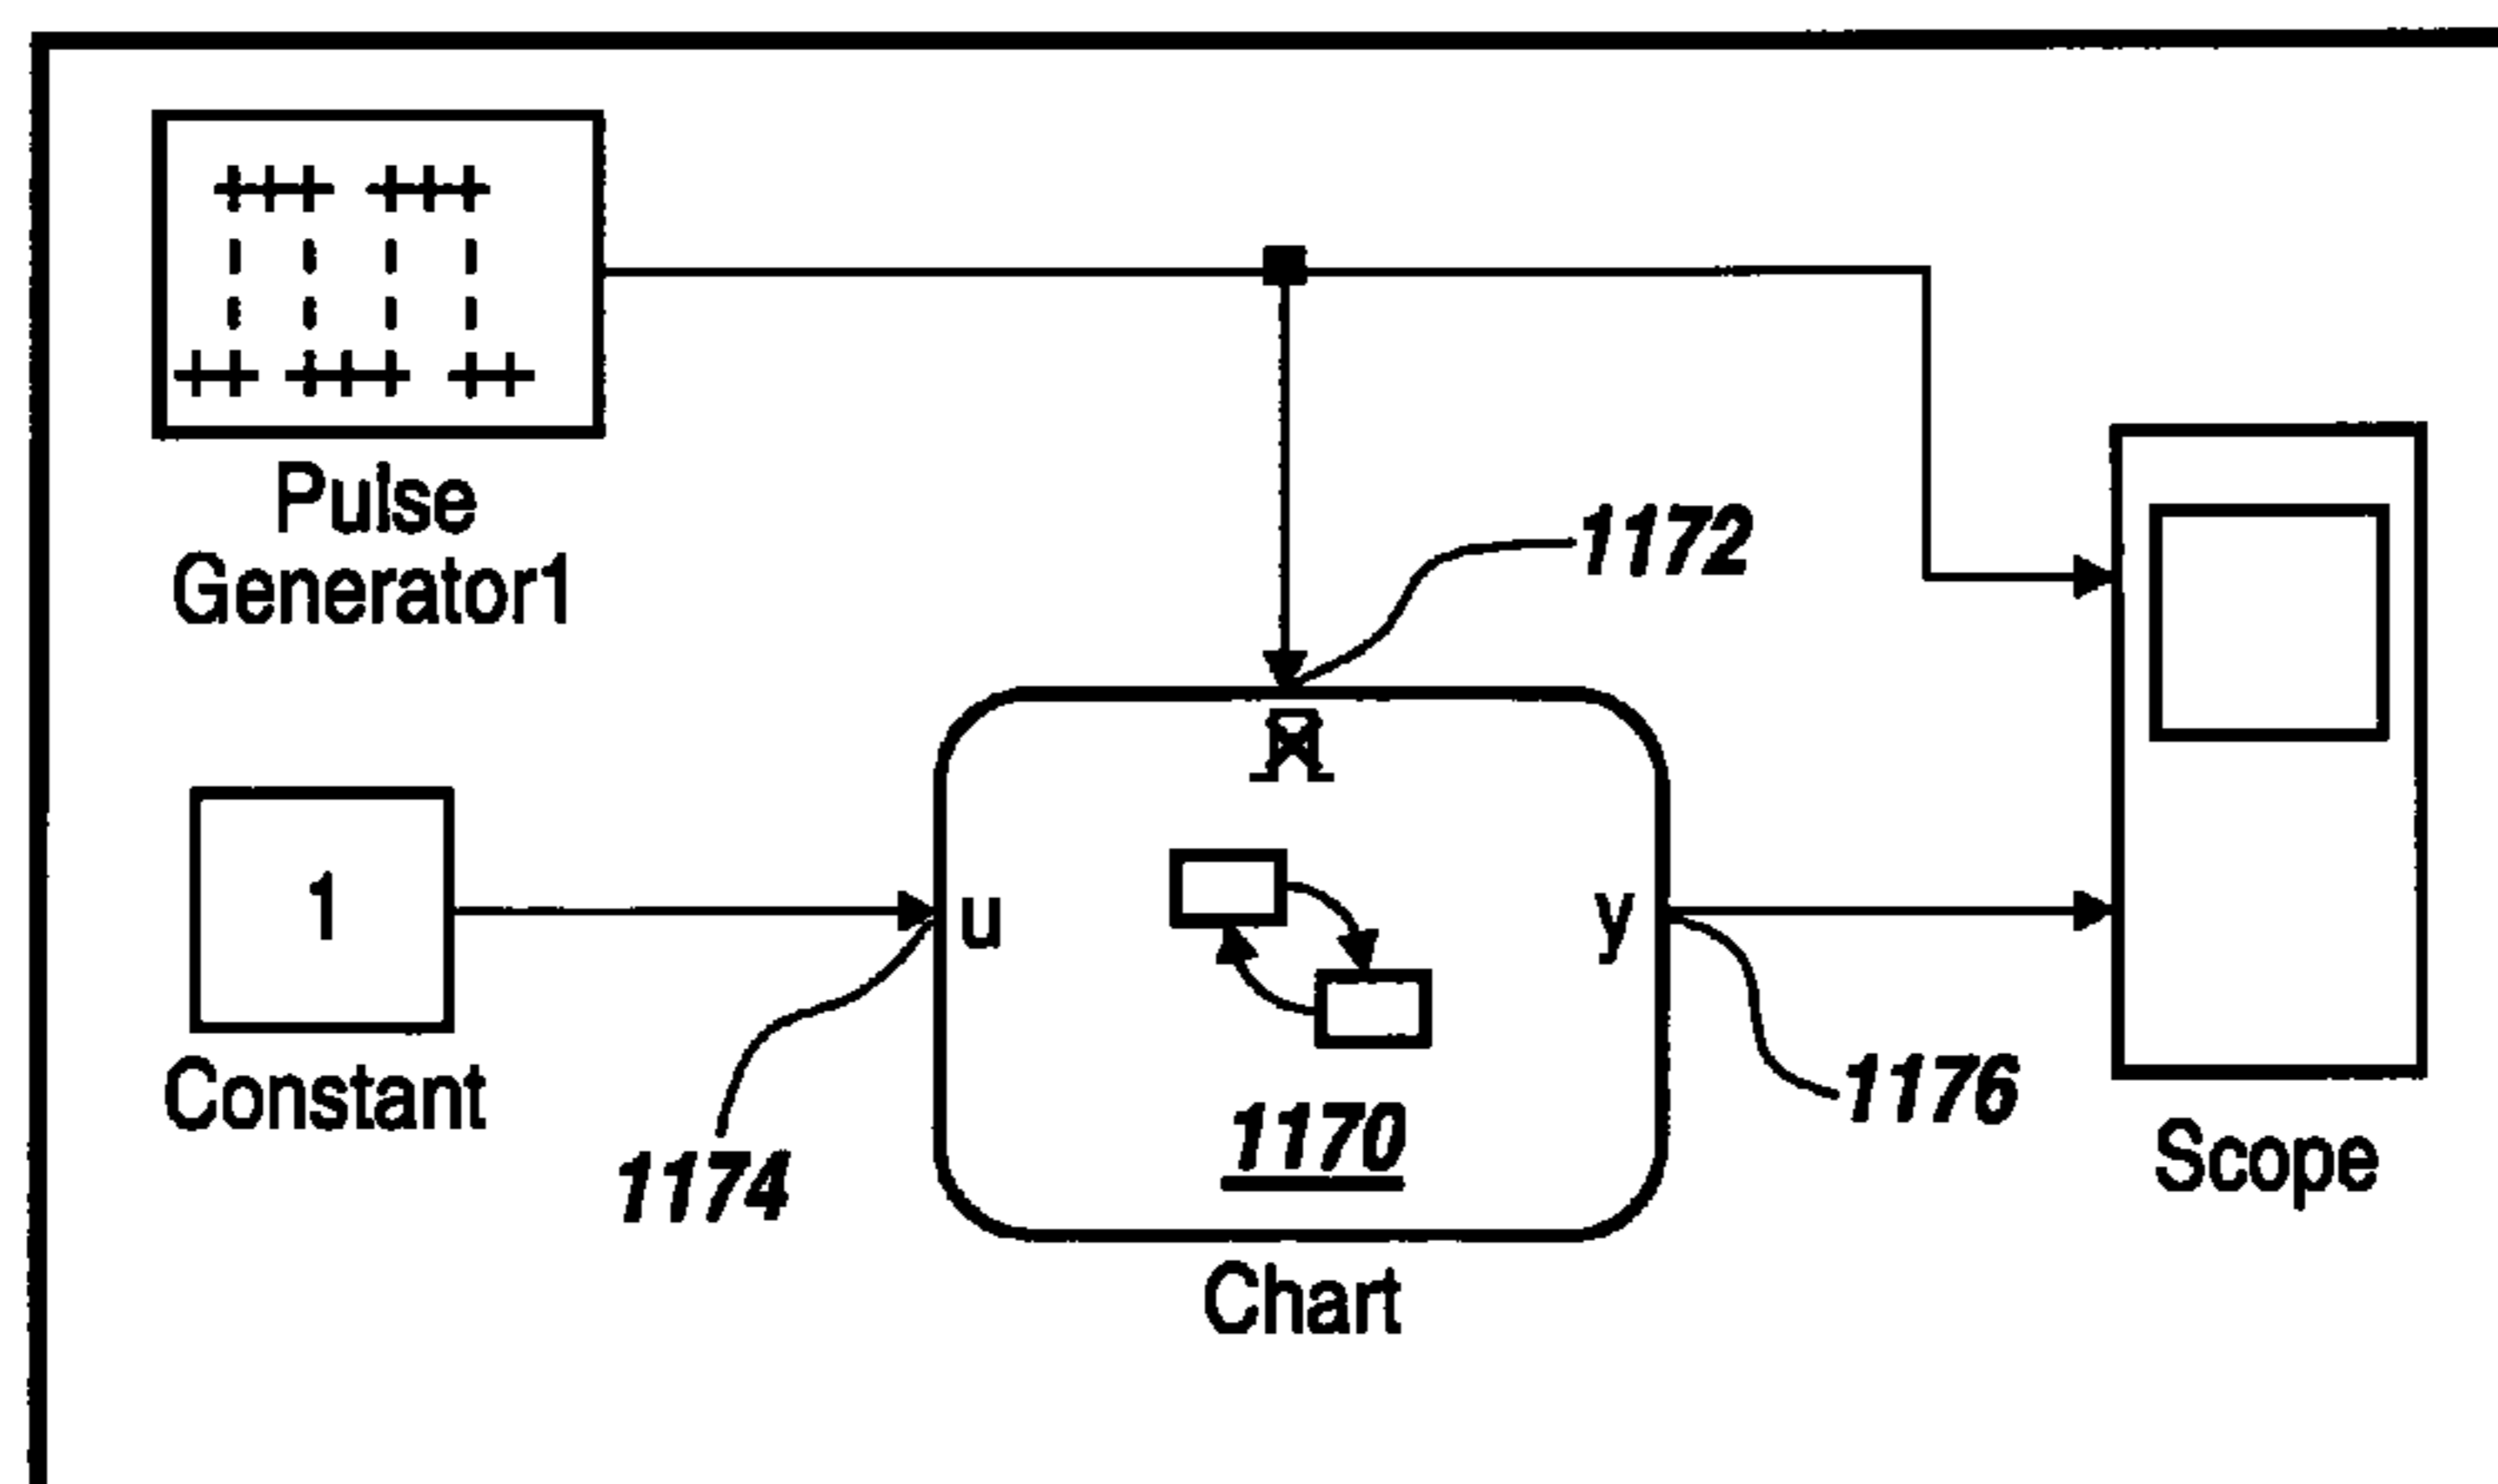 Pulse
Generator1
1172
1
Constant
u
y
1174
1170
1176
Scope
Chart